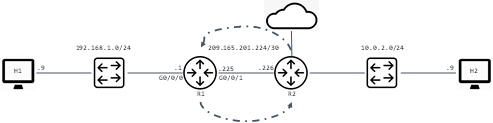 192.168.1.0/24
209.165.201.224/30
10.0.2.0/24
H1
.9
.1
G0/0/0
R1
.225
G0/0/1
.226
R2
.9
H2